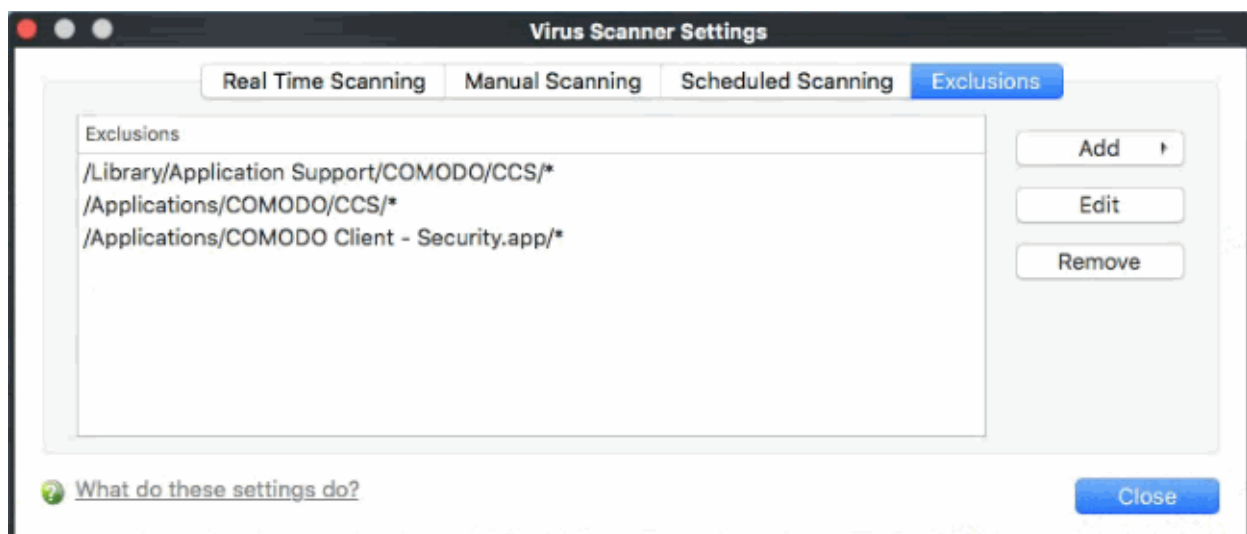 Virus Scanner Settings
Real Time Scanning Manual Scanning Scheduled Scanning Exclusions
Exclusions
/Library/Application Support/COMODO/CCS/*
/Applications/COMODO/CCS/*
/Applications/COMODO Client - Security.app/*
Add
Edit
Remove
What do these settings do?
Close